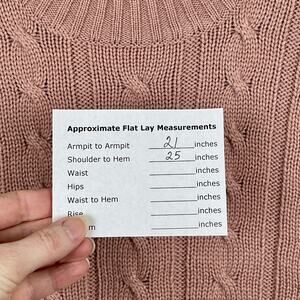 Approximate Flat Lay Measurements
Armpit to Armpit 21 inches
Shoulder to Hem 25 inches
Waist inches
Hips inches
Waist to Hem inches
Rise inches
inches